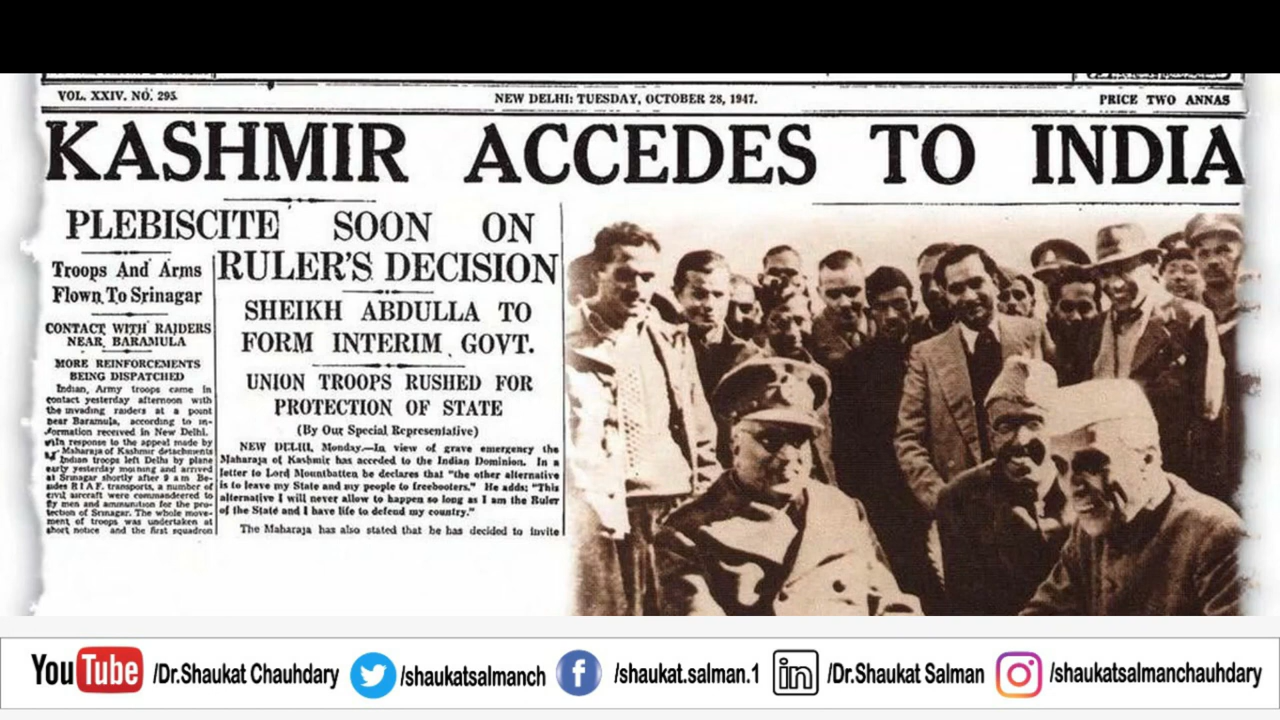 VOL. XXIV. NO. 295.
NEW DELHI: TUESDAY, OCTOBER 28, 1947.
PRICE TWO ANNAS
KASHMIR ACCEDES TO INDIA
PLEBISCITE SOON ON
RULER'S DECISION
Troops And Arms
Flown To Srinagar
CONTACT WITH RAIDERS
NEAR BARAMULA
MORE REINFORCEMENTS
BEING DISPATCHED
Indian Army troops came in
contact yesterday afternoon with
the invading raiders at a point
near Baramula, according to in-
formation received in New Delhi.
In response to the appeal made by
Maharaja of Kashmir detachments
Indian troops left Delhi by plane
early yesterday morning and arrived
at Srinagar shortly after 9 a m Be-
sides R I A F. transports, a number of
civil aircraft were commandeered to
fly men and ammunition for the pro-
tection of Srinagar. The whole move-
ment of troops was undertaken at
short notice and the first squadron
SHEIKH ABDULLA TO
FORM INTERIM GOVT.
UNION TROOPS RUSHED FOR
PROTECTION OF STATE
(By Our Special Representative)
NEW DELHI, Monday.—In view of grave emergency the
Maharaja of Kashmir has acceded to the Indian Dominion. In a
letter to Lord Mountbatten he declares that "the other alternative
is to leave my State and my people to freebooters." He adds: "This
alternative I will never allow to happen so long as I am the Ruler
of the State and I have life to defend my country."
The Maharaja has also stated that he has decided to invite
YouTube /Dr.Shaukat Chauhdary /shaukatsalmanch /shaukat.salman.1 in /Dr.Shaukat Salman /shaukatsalmanchauhdary